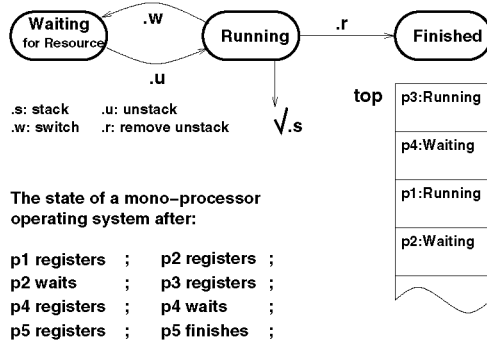 Waiting
for Resource
.w
Running
.r
Finished
.u
.s: stack .u: unstack
.w: switch .r: remove unstack
√.s
top
p3:Running
p4:Waiting
p1:Running
p2:Waiting
The state of a mono-processor
operating system after:
p1 registers ; p2 registers ;
p2 waits ; p3 registers ;
p4 registers ; p4 waits ;
p5 registers ; p5 finishes ;